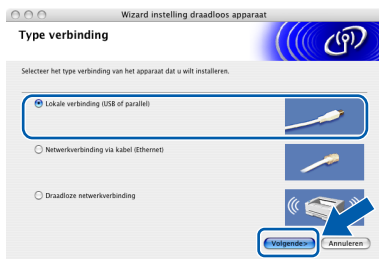 Wizard instelling draadloos apparaat
Type verbinding
Selecteer het type verbinding van het apparaat dat u wilt installeren.
Lokale verbinding (USB of parallel)
Netwerkverbinding via kabel (Ethernet)
Draadloze netwerkverbinding
Volgende>
Annuleren